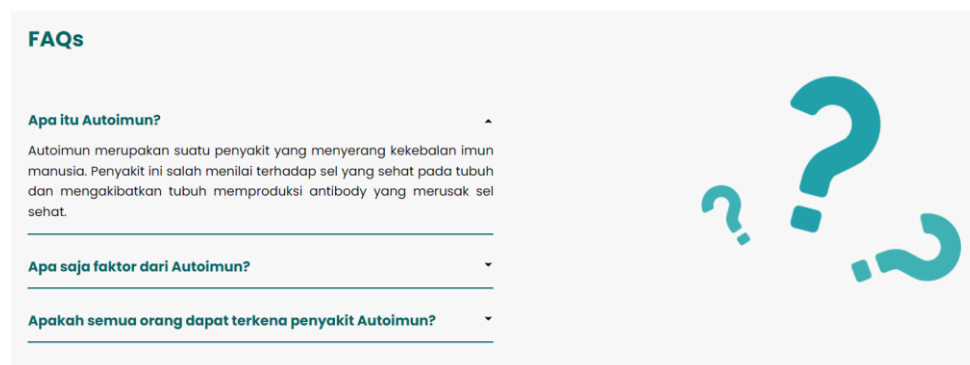 FAQs
Apa itu Autoimun?
Autoimun merupakan suatu penyakit yang menyerang kekebalan imun
manusia. Penyakit ini salah menilai terhadap sel yang sehat pada tubuh
dan mengakibatkan tubuh memproduksi antibody yang merusak sel
sehat.
Apa saja faktor dari Autoimun?
Apakah semua orang dapat terkena penyakit Autoimun?